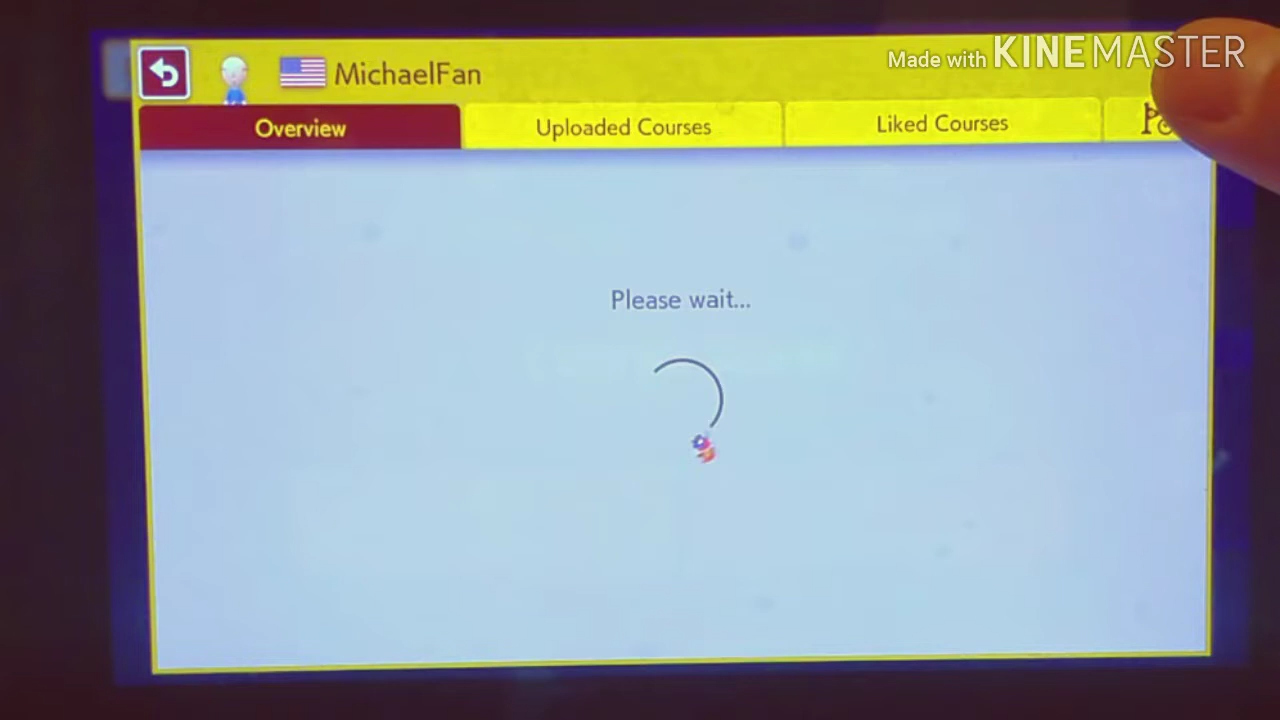 Made with KINEMASTER
MichaelFan
Overview
Uploaded Courses
Liked Courses
Please wait...